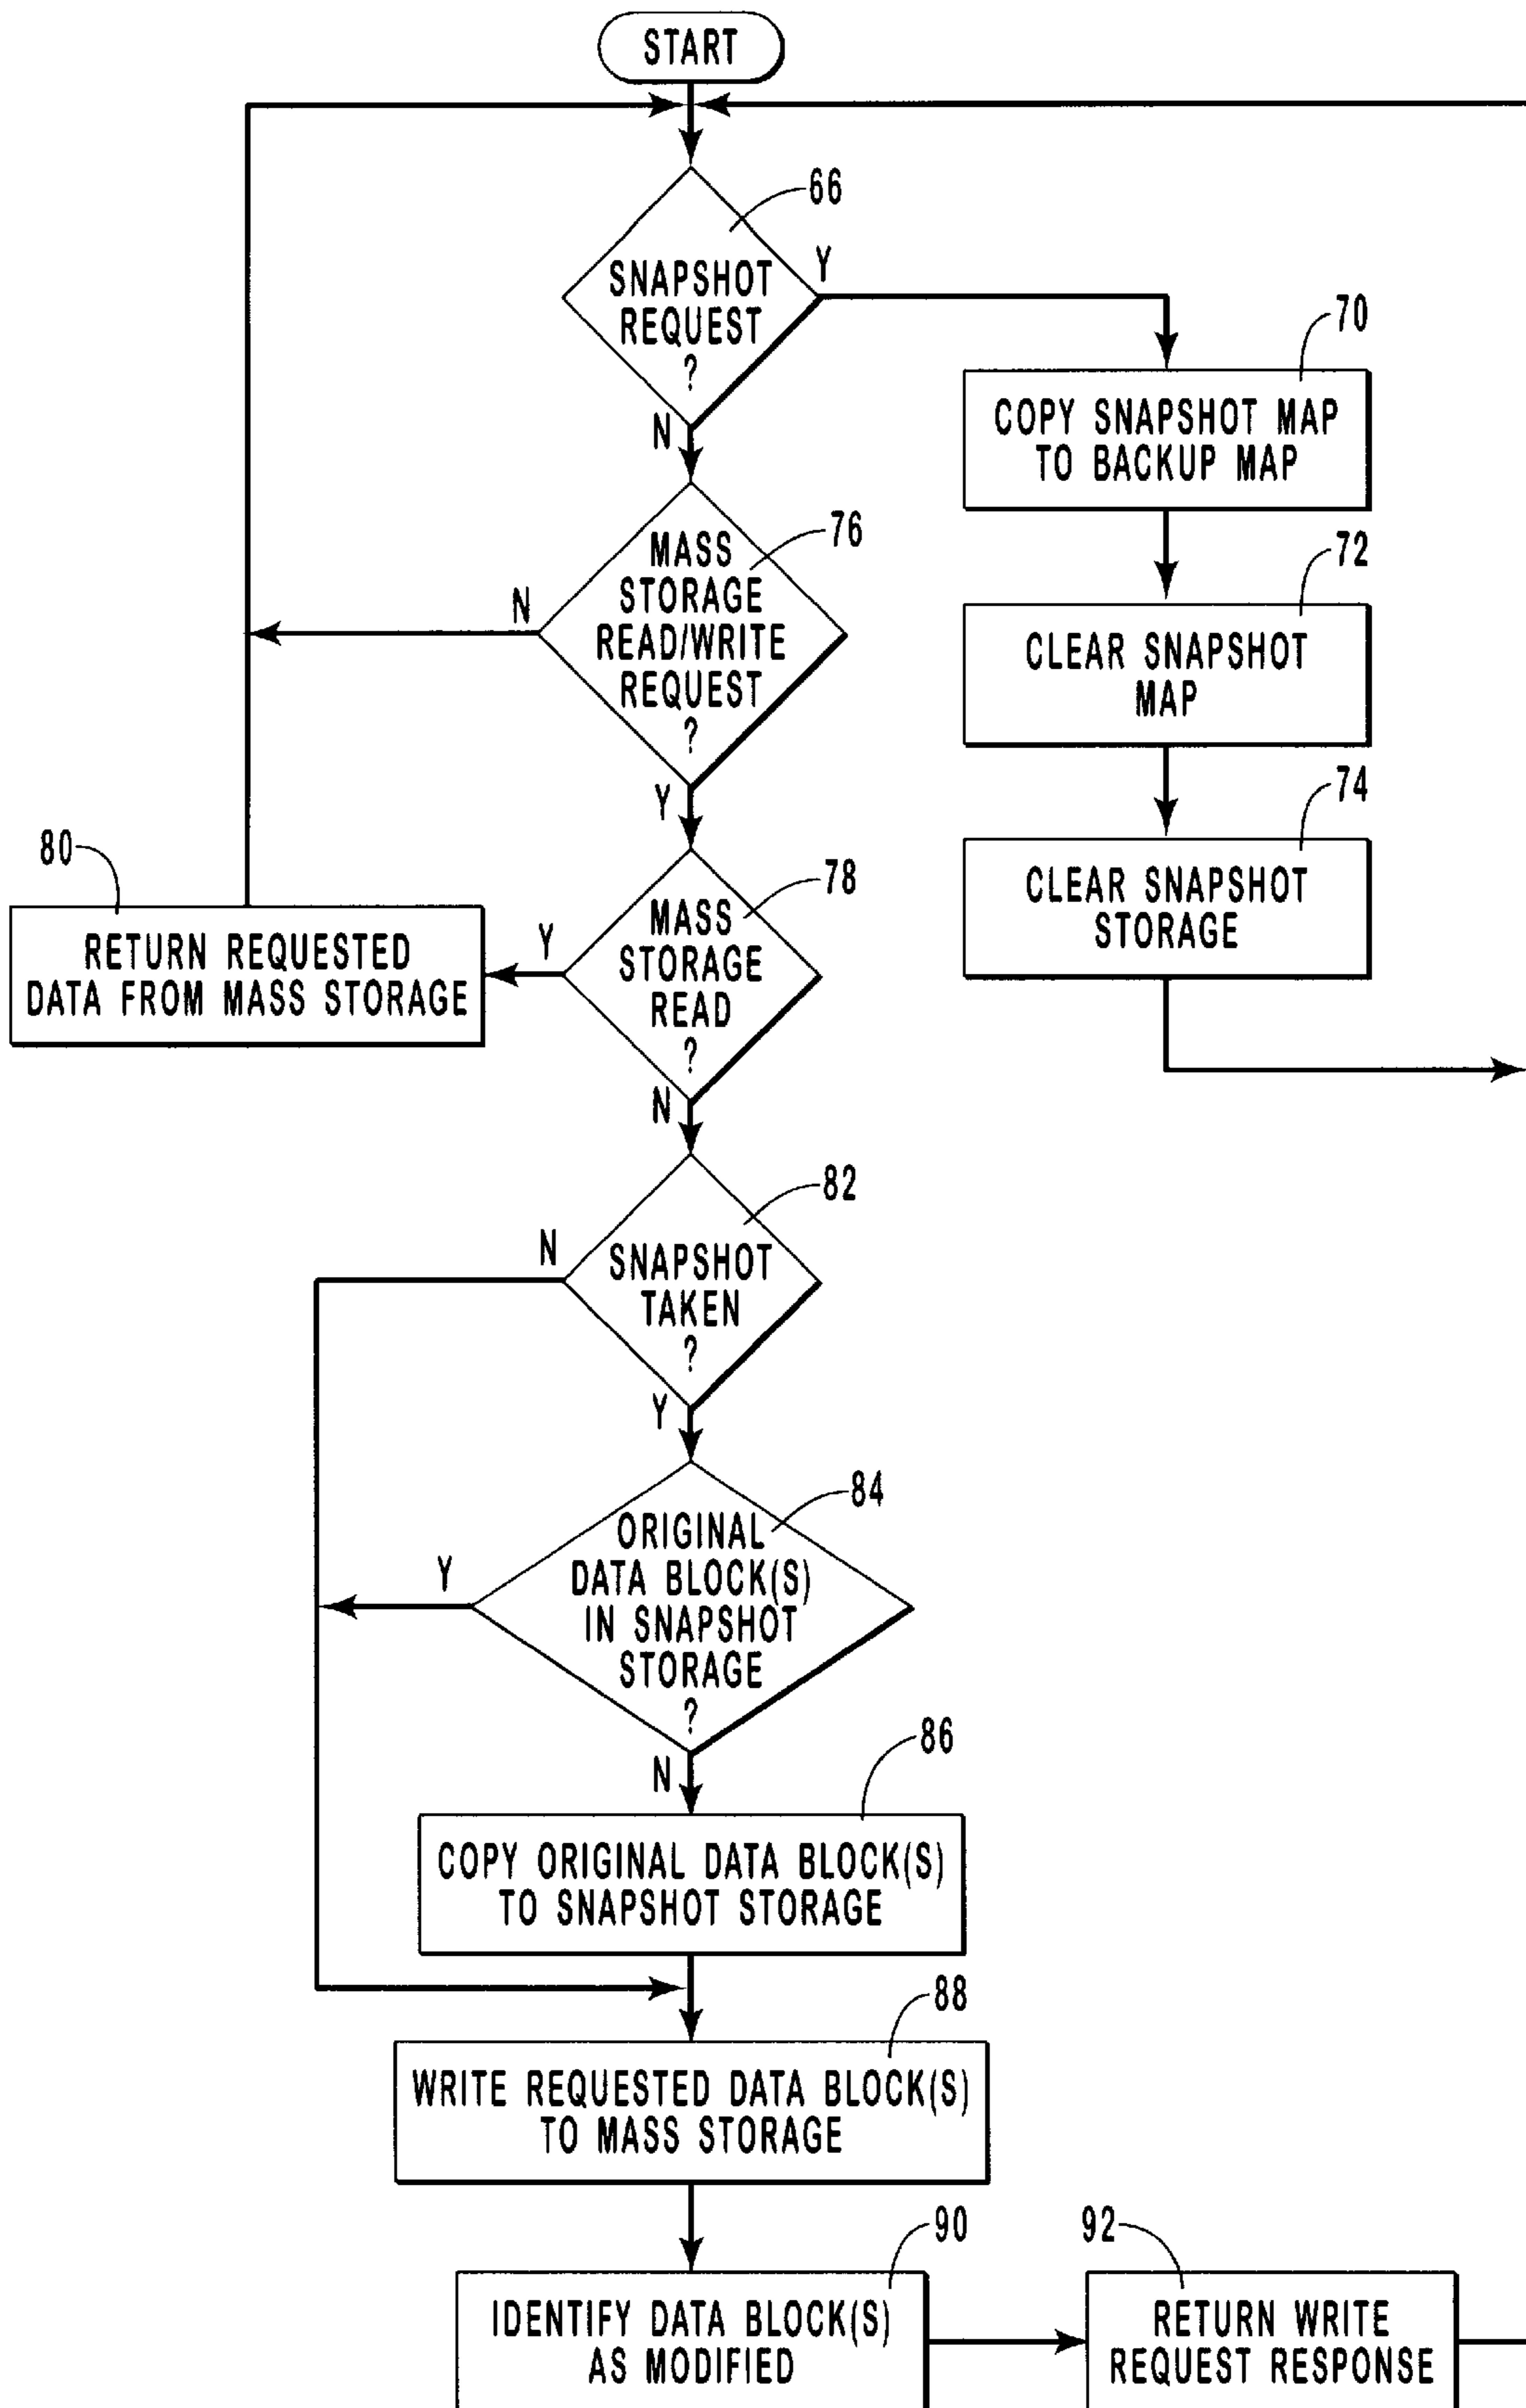 START
66
SNAPSHOT
REQUEST
?
Y
N
70
COPY SNAPSHOT MAP
TO BACKUP MAP
76
MASS
STORAGE
READ/WRITE
REQUEST
?
N
Y
72
CLEAR SNAPSHOT
MAP
74
CLEAR SNAPSHOT
STORAGE
78
MASS
STORAGE
READ
?
Y
N
80
RETURN REQUESTED
DATA FROM MASS STORAGE
82
SNAPSHOT
TAKEN
?
N
Y
84
ORIGINAL
DATA BLOCK(S)
IN SNAPSHOT
STORAGE
?
Y
N
86
COPY ORIGINAL DATA BLOCK(S)
TO SNAPSHOT STORAGE
88
WRITE REQUESTED DATA BLOCK(S)
TO MASS STORAGE
90
IDENTIFY DATA BLOCK(S)
AS MODIFIED
92
RETURN WRITE
REQUEST RESPONSE